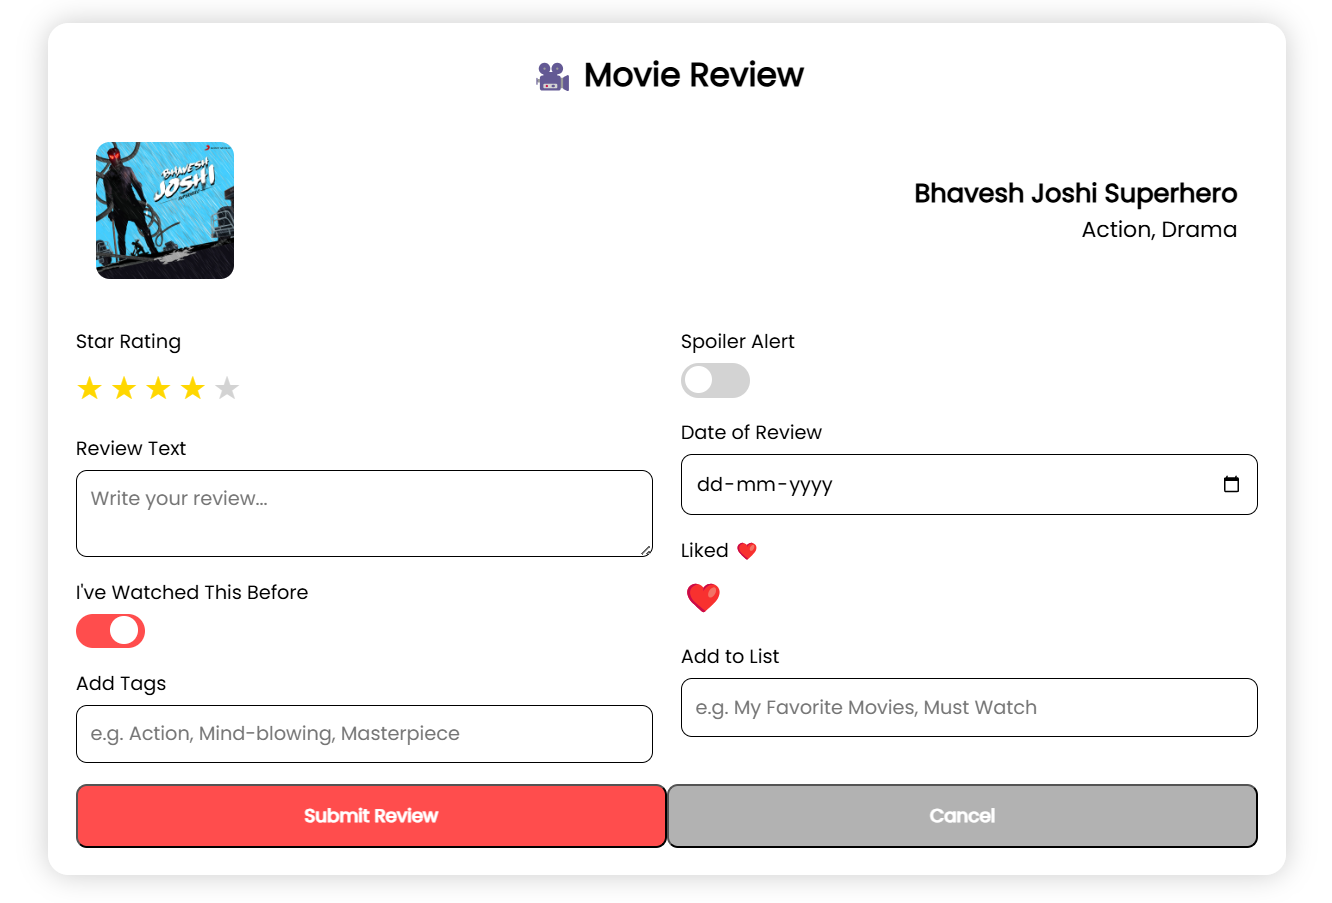 Movie Review
BHAVESH
JOSHI
Bhavesh Joshi Superhero
Action, Drama
Star Rating
Review Text
Write your review...
I've Watched This Before
Add Tags
e.g. Action, Mind-blowing, Masterpiece
Spoiler Alert
Date of Review
dd-mm-yyyy
Liked
Add to List
e.g. My Favorite Movies, Must Watch
Submit Review
Cancel